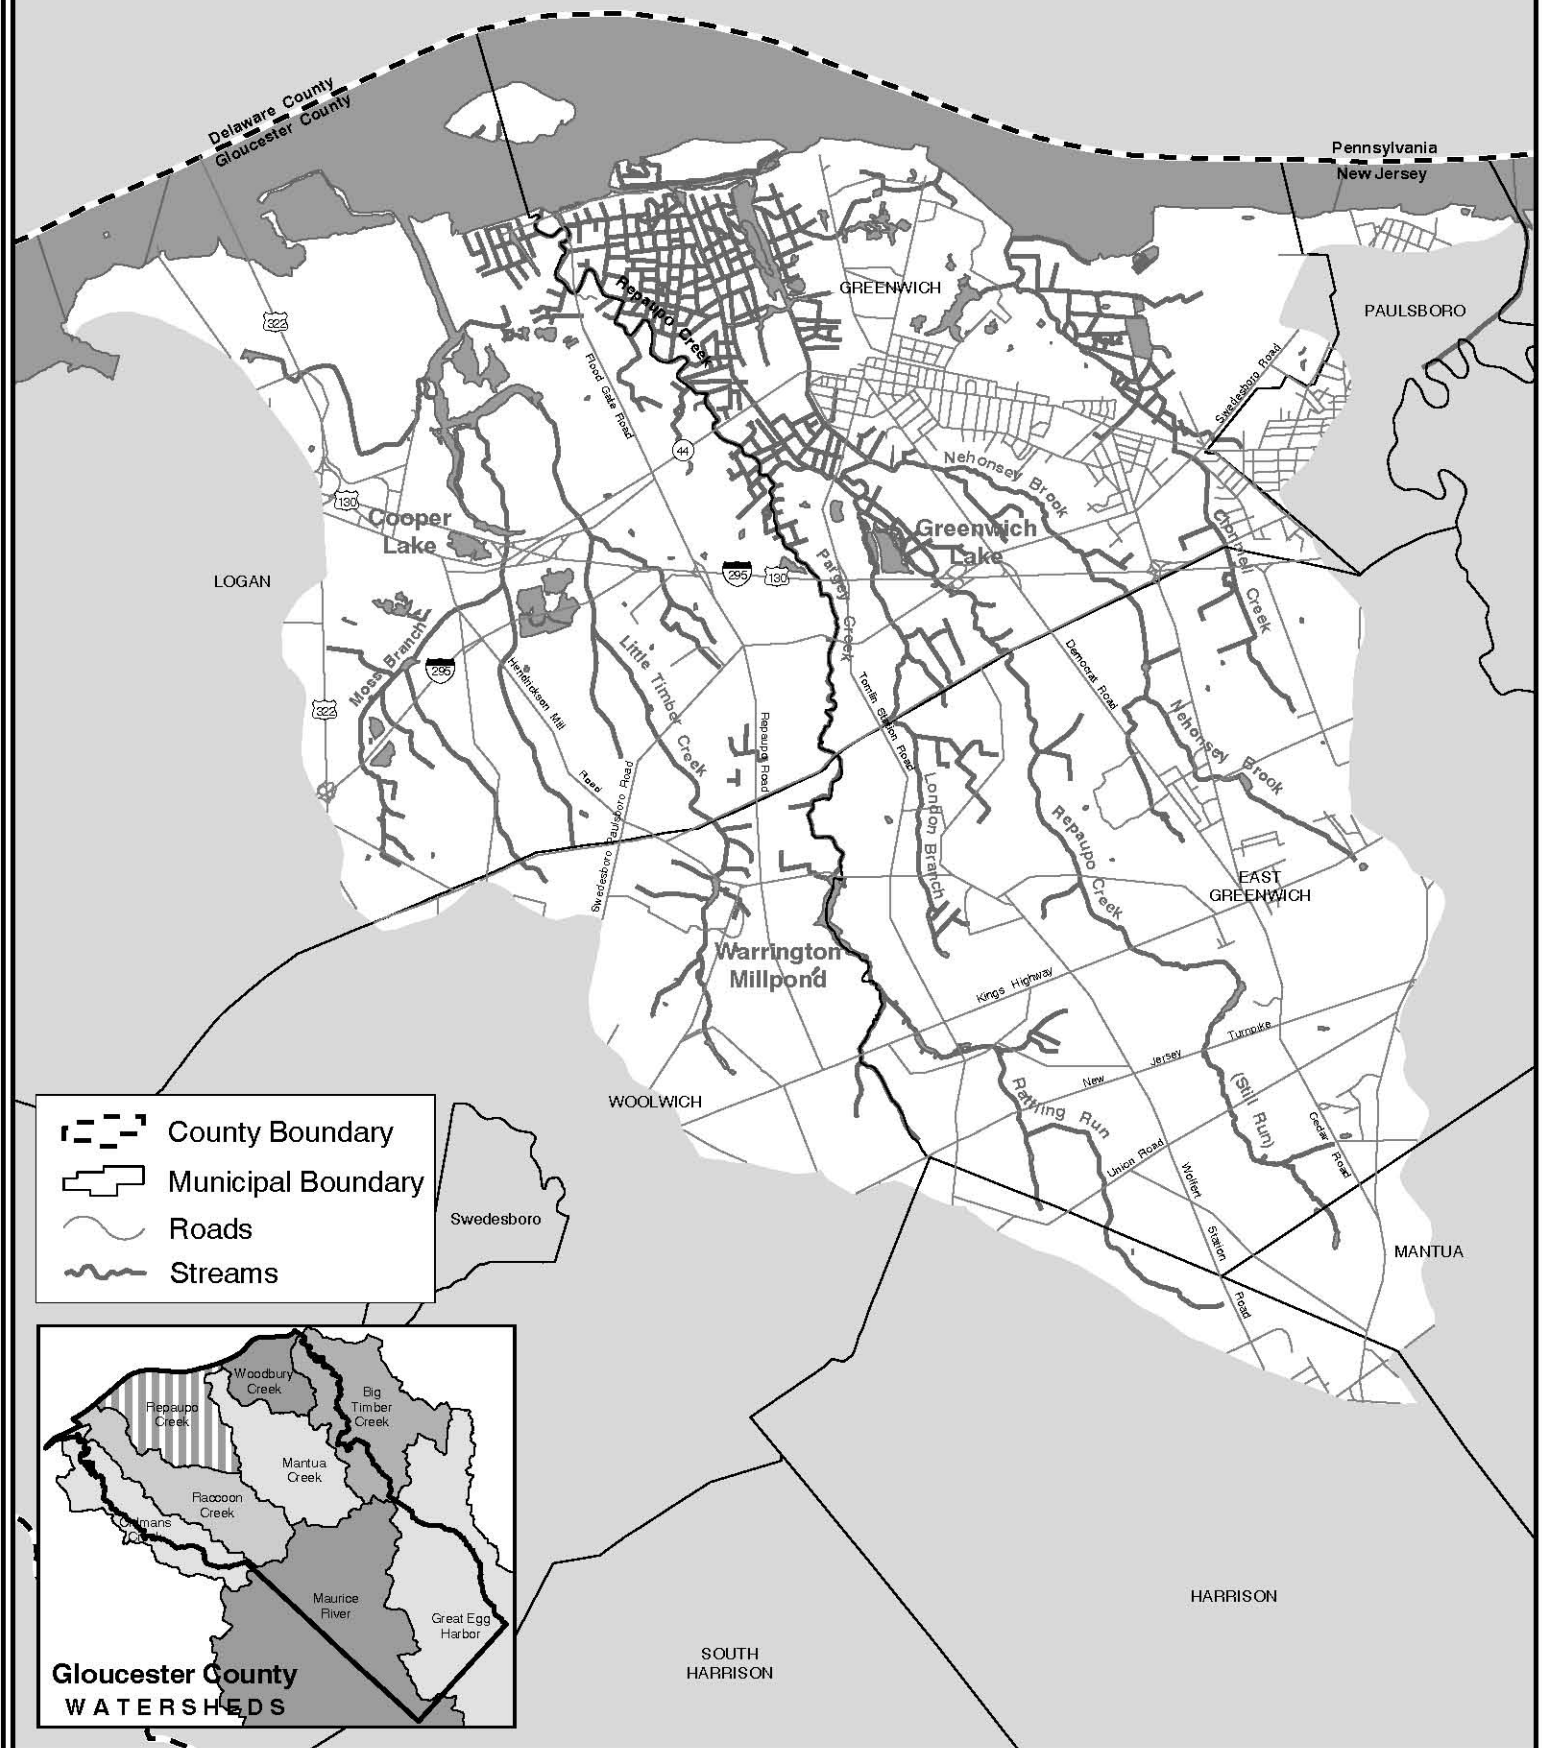 Delaware County
Gloucester County
Pennsylvania
New Jersey
GREENWICH
PAULSBORO
322
Repaupo Creek
Flood Gate Road
Swedesboro Road
44
Nehonsey Brook
130
Cooper
Lake
Greenwich
Lake
Clonmell Creek
LOGAN
295
130
Pargey Creek
Moss Branch
295
Little Timber Creek
Hendrickson Mill
Road
Democrat Road
Tomlin Station Road
322
Nehonsey Brook
Repaupo Road
Swedesboro Paulsboro Road
London Branch
Repaupo Creek
EAST
GREENWICH
Warrington
Millpond
Kings Highway
New Jersey Turnpike
(Still Run)
Rattling Run
Cedar Road
Union Road
Wolfert Station Road
WOOLWICH
County Boundary
Municipal Boundary
Roads
Streams
Swedesboro
MANTUA
Woodbury
Creek
Big
Timber
Creek
Repaupo
Creek
Mantua
Creek
Raccoon
Creek
Maurice
River
Great Egg
Harbor
Gloucester County
WATERSHEDS
HARRISON
SOUTH
HARRISON